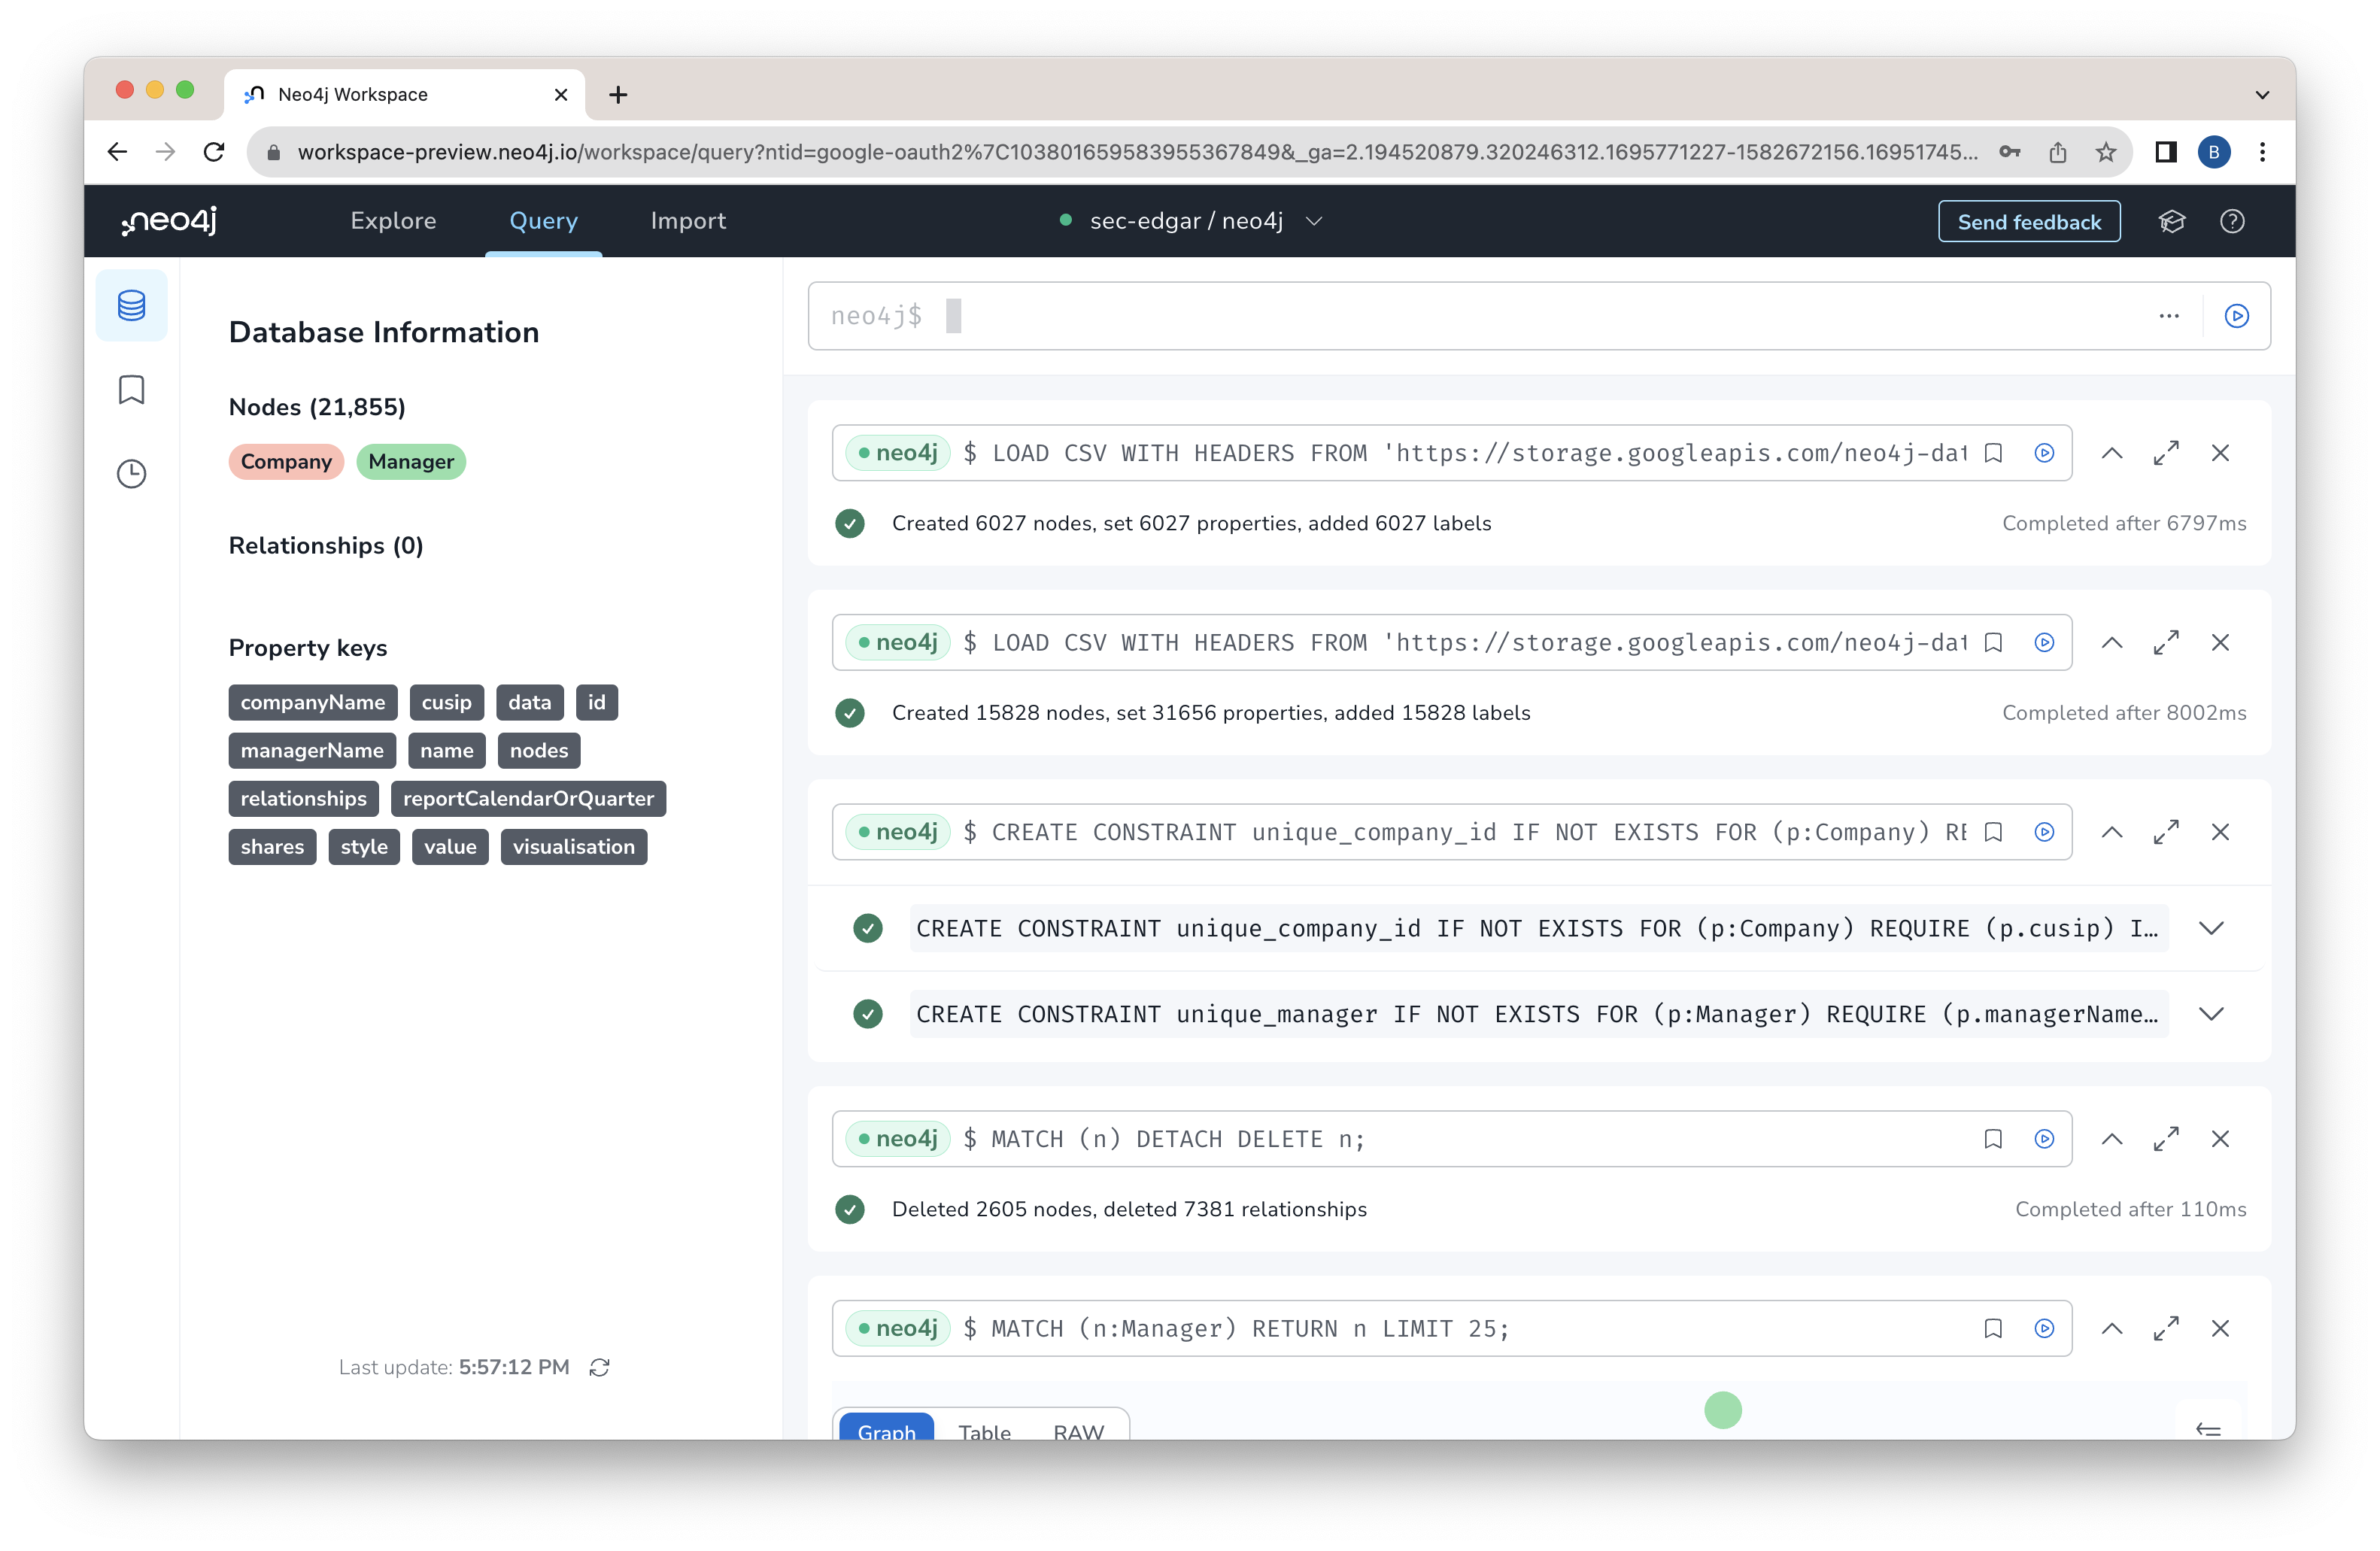 Neo4j Workspace
workspace-preview.neo4j.io/workspace/query?ntid=google-oauth2%7C103801659583955367849&_ga=2.194520879.320246312.1695771227-1582672156.16951745...
B
neo4j
Explore
Query
Import
sec-edgar / neo4j
Send feedback
Database Information
Nodes (21,855)
Company Manager
Relationships (0)
Property keys
companyName cusip data id
managerName name nodes
relationships reportCalendarOrQuarter
shares style value visualisation
Last update: 5:57:12 PM
neo4j$
neo4j $ LOAD CSV WITH HEADERS FROM 'https://storage.googleapis.com/neo4j-dat
Created 6027 nodes, set 6027 properties, added 6027 labels
Completed after 6797ms
neo4j $ LOAD CSV WITH HEADERS FROM 'https://storage.googleapis.com/neo4j-dat
Created 15828 nodes, set 31656 properties, added 15828 labels
Completed after 8002ms
neo4j $ CREATE CONSTRAINT unique_company_id IF NOT EXISTS FOR (p:Company) RE
CREATE CONSTRAINT unique_company_id IF NOT EXISTS FOR (p:Company) REQUIRE (p.cusip) I…
CREATE CONSTRAINT unique_manager IF NOT EXISTS FOR (p:Manager) REQUIRE (p.managerName…
neo4j $ MATCH (n) DETACH DELETE n;
Deleted 2605 nodes, deleted 7381 relationships
Completed after 110ms
neo4j $ MATCH (n:Manager) RETURN n LIMIT 25;
Graph Table RAW